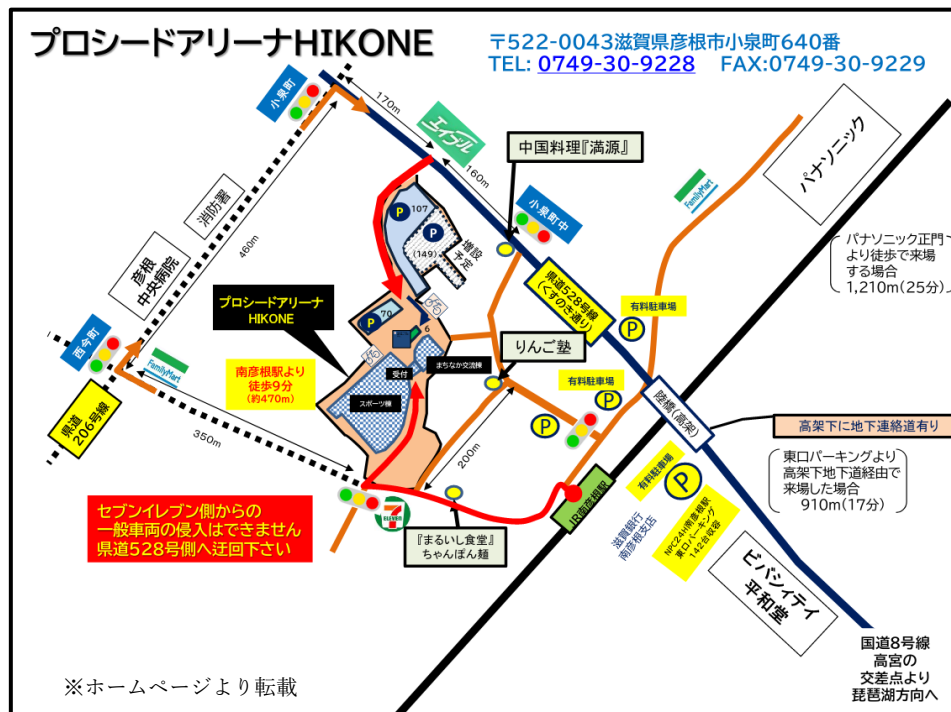 プロシードアリーナHIKONE
〒522-0043滋賀県彦根市小泉町640番
TEL: 0749-30-9228 FAX:0749-30-9229
小泉町
170m
エイブル
160m
中国料理『満源』
小泉町中
FamilyMart
パナソニック
パナソニック正門
より徒歩で来場
する場合
1,210m(25分)
消防署
460m
彦根
中央病院
P
107
P
(149)
増設
予定
県道528号線
(くすのき通り)
有料駐車場
P
プロシードアリーナ
HIKONE
70
P
6
西今町
FamilyMart
南彦根駅より
徒歩9分
(約470m)
受付
まちなか交流棟
スポーツ棟
りんご塾
有料駐車場
P
P
陸橋(高架)
高架下に地下連絡道有り
県道
206号線
350m
200m
東口パーキングより
高架下地下道経由で
来場した場合
910m(17分)
有料駐車場
P
JR南彦根駅
滋賀銀行
南彦根支店
NPC24H南彦根駅
東口パーキング
142台収容
セブンイレブン側からの
一般車両の侵入はできません
県道528号側へ迂回下さい
7
ELEVEN
『まるいし食堂』
ちゃんぽん麺
ビバシィテイ
平和堂
国道8号線
高宮の
交差点より
琵琶湖方向へ
※ホームページより転載